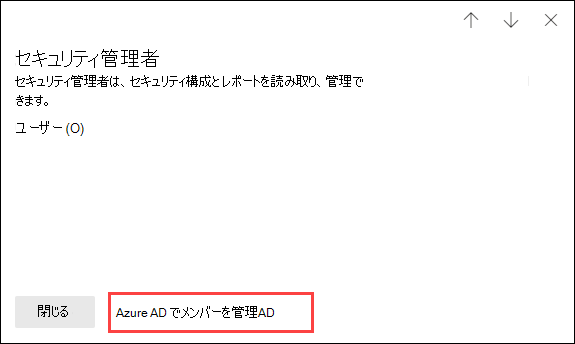 セキュリティ管理者
セキュリティ管理者は、セキュリティ構成とレポートを読み取り、管理で
きます。
ユーザー (O)
閉じる
Azure AD でメンバーを管理AD